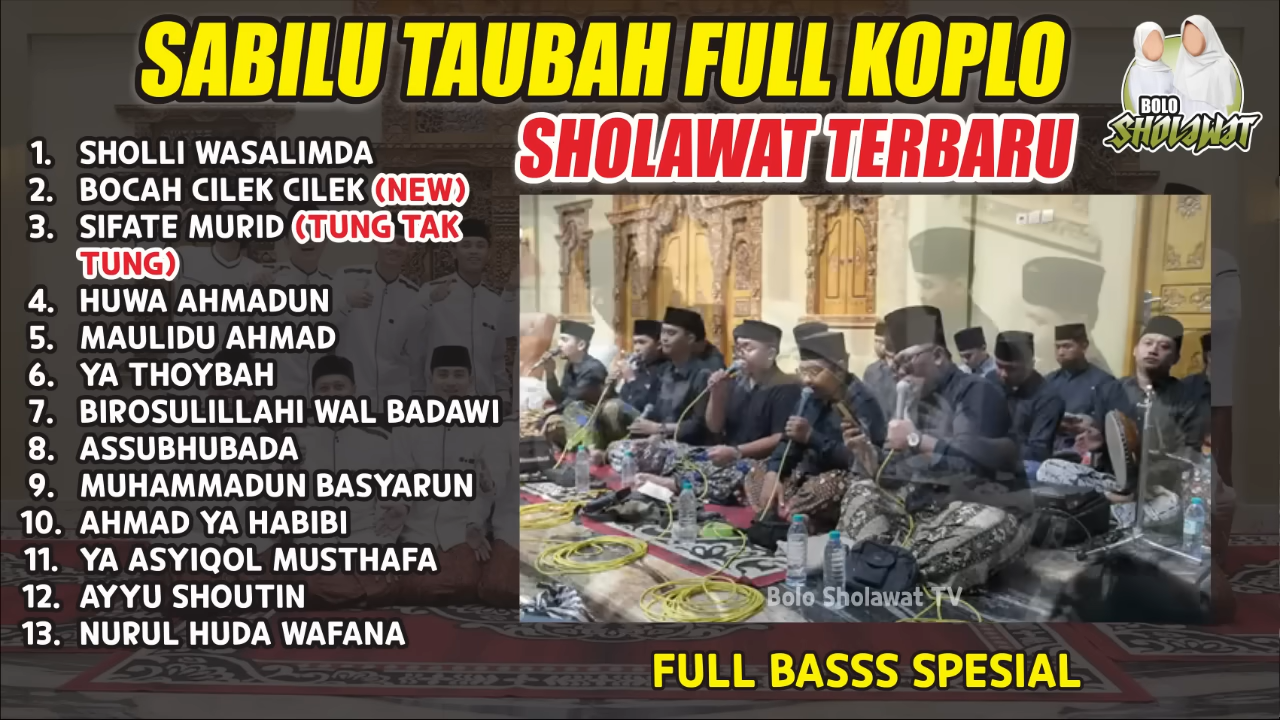 SABILU TAUBAH FULL KOPLO
SHOLAWAT TERBARU
BOLO
SHOLAWAT
1. SHOLLI WASALIMDA
2. BOCAH CILEK CILEK (NEW)
3. SIFATE MURID (TUNG TAK
TUNG)
4. HUWA AHMADUN
5. MAULIDU AHMAD
6. YA THOYBAH
7. BIROSULILLAHI WAL BADAWI
8. ASSUBHUBADA
9. MUHAMMADUN BASYARUN
10. AHMAD YA HABIBI
11. YA ASYIQOL MUSTHAFA
12. AYYU SHOUTIN
13. NURUL HUDA WAFANA
Bolo Sholawat TV
FULL BASSS SPESIAL